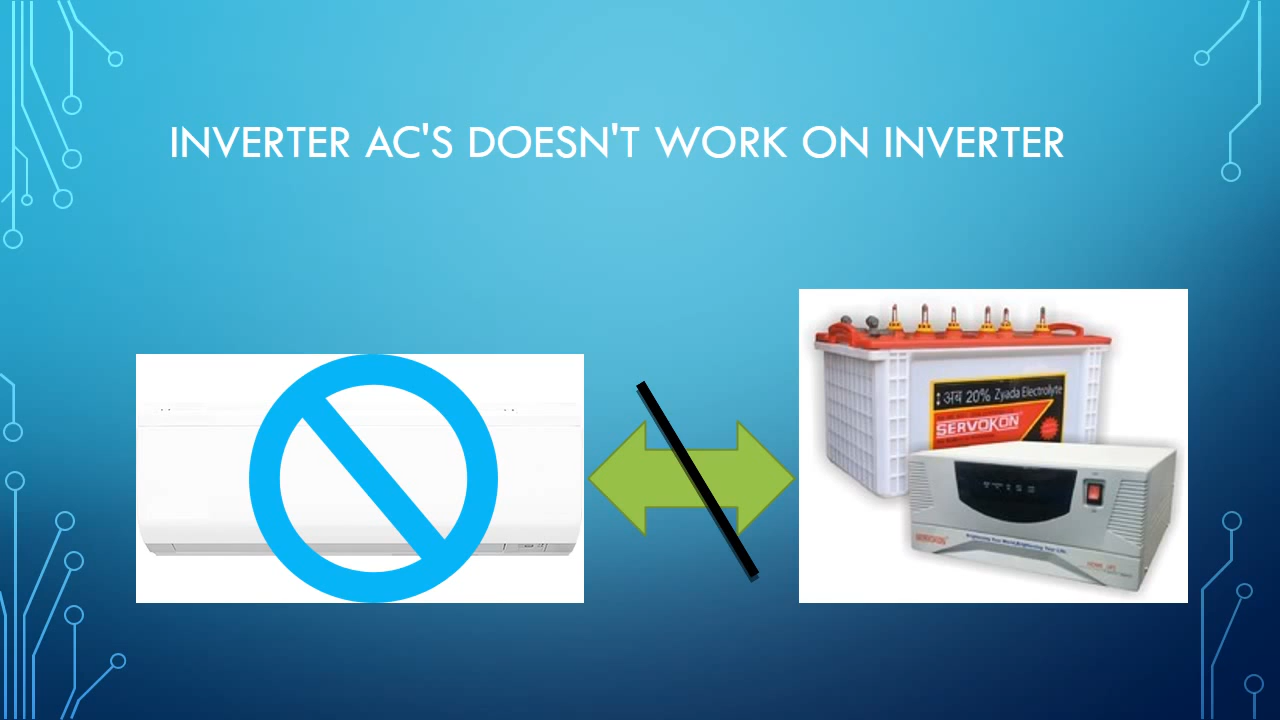 INVERTER AC'S DOESN'T WORK ON INVERTER
: अब 20% Zyada Electrolyte
SERVOKON
SERVOKON